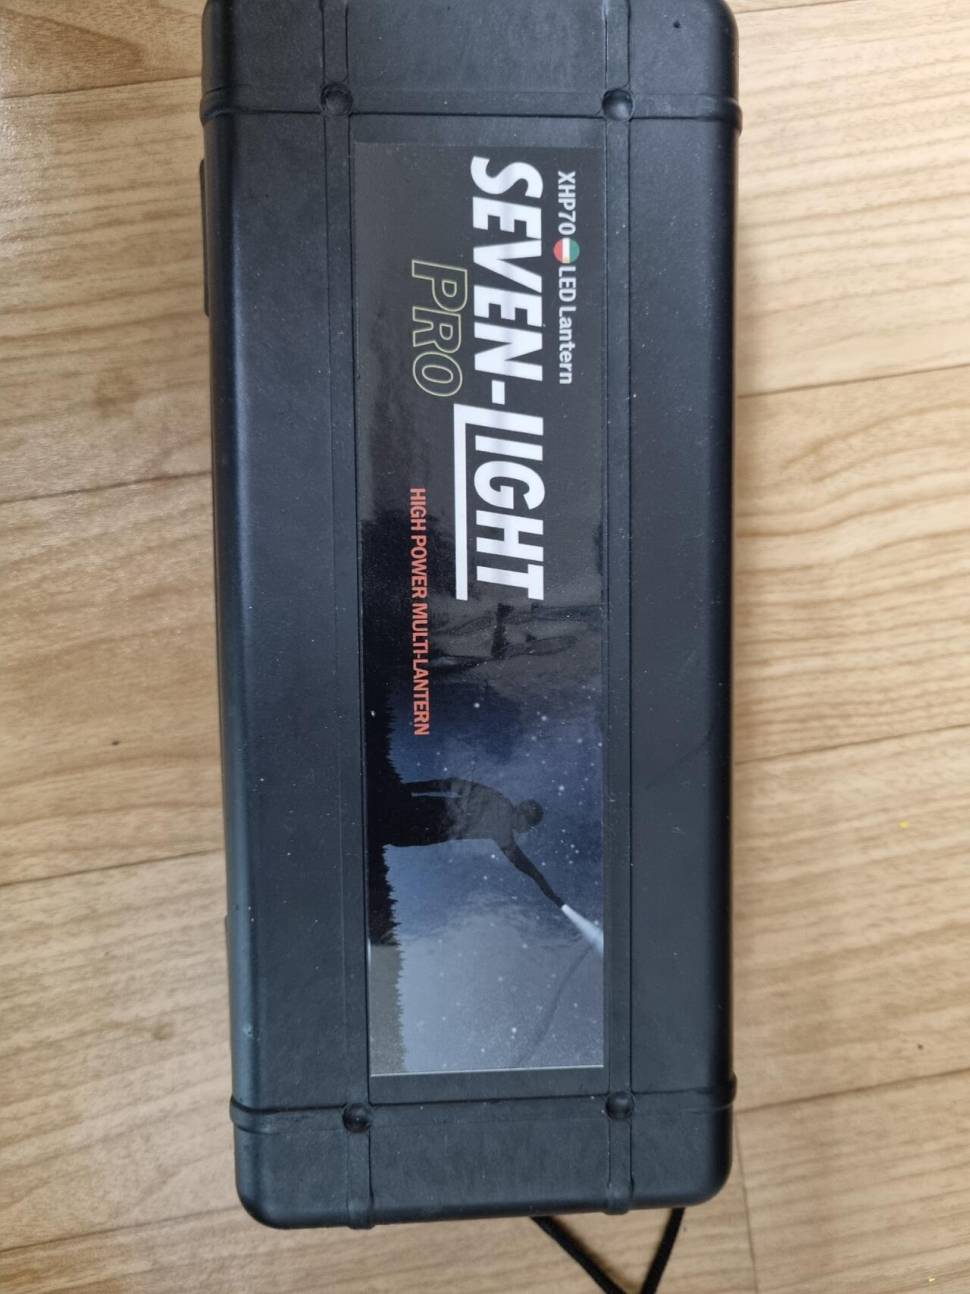 XHP70 LED Lantern
SEVEN-LIGHT
PRO
HIGH POWER MULTI-LANTERN